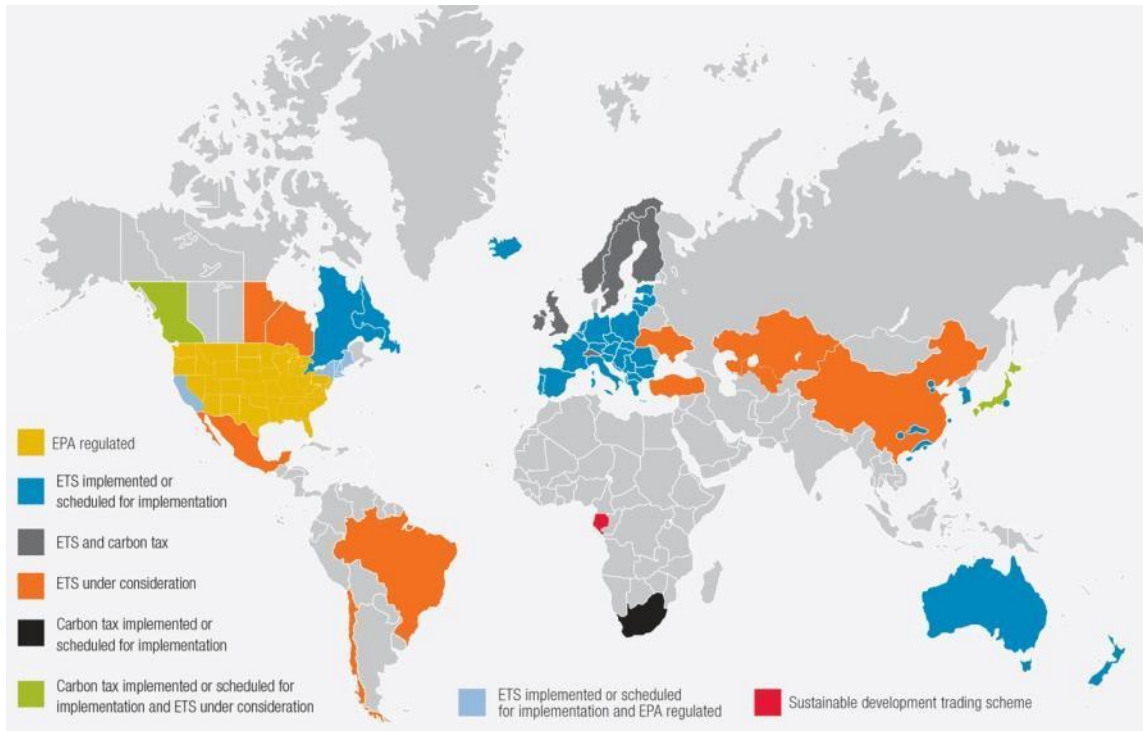 EPA regulated
ETS implemented or
scheduled for implementation
ETS and carbon tax
ETS under consideration
Carbon tax implemented or
scheduled for implementation
Carbon tax implemented or scheduled for
implementation and ETS under consideration
ETS implemented or scheduled
for implementation and EPA regulated
Sustainable development trading scheme